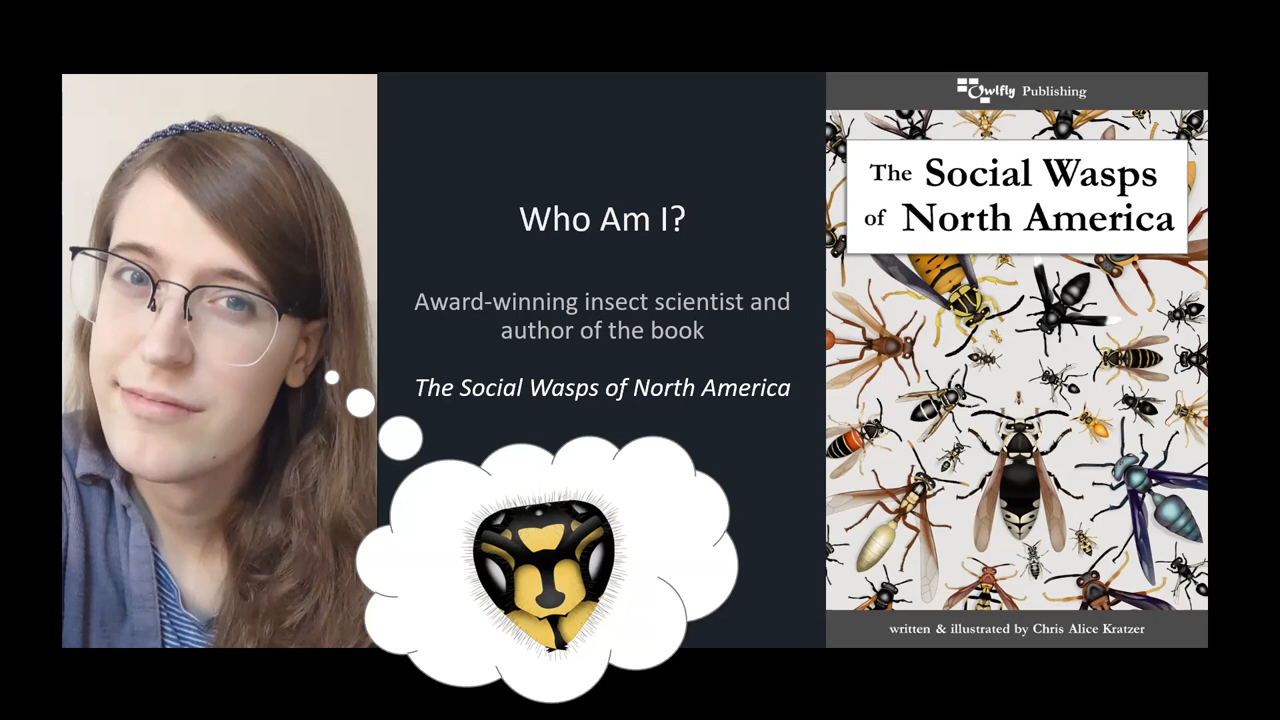 Who Am I?
Award-winning insect scientist and
author of the book
The Social Wasps of North America
Owlfly Publishing
The Social Wasps
of North America
written & illustrated by Chris Alice Kratzer